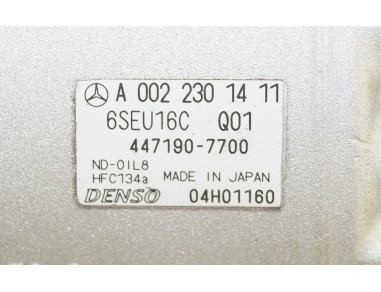 A 002 230 14 11
6SEU16C Q01
447190-7700
ND-OIL8
HFC134a MADE IN JAPAN
DENSO 04H01160